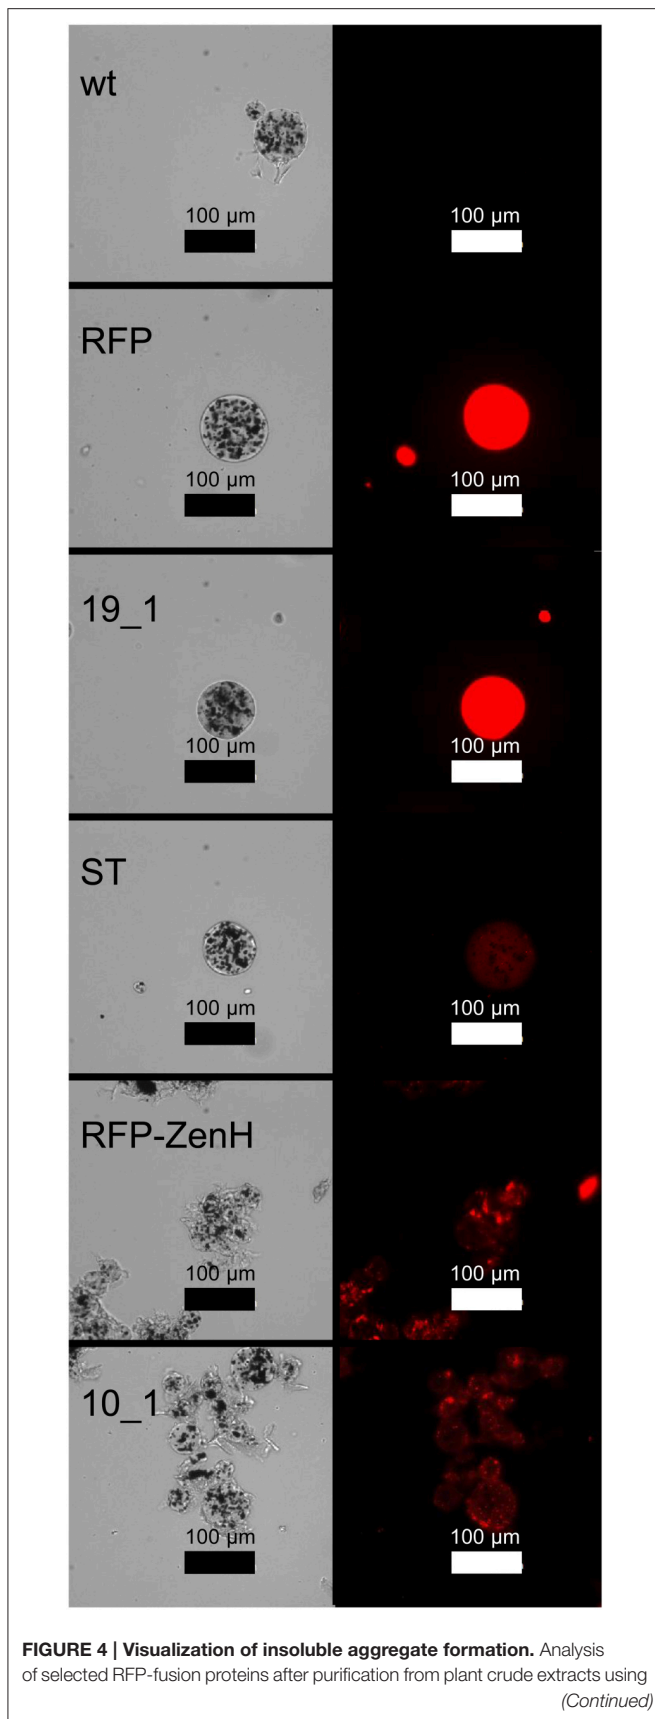 wt
100 µm 100 µm
RFP
100 µm 100 µm
19_1
100 µm 100 µm
ST
100 µm 100 µm
RFP-ZenH
100 µm 100 µm
10_1
100 µm 100 µm
FIGURE 4 | Visualization of insoluble aggregate formation. Analysis
of selected RFP-fusion proteins after purification from plant crude extracts using
(Continued)